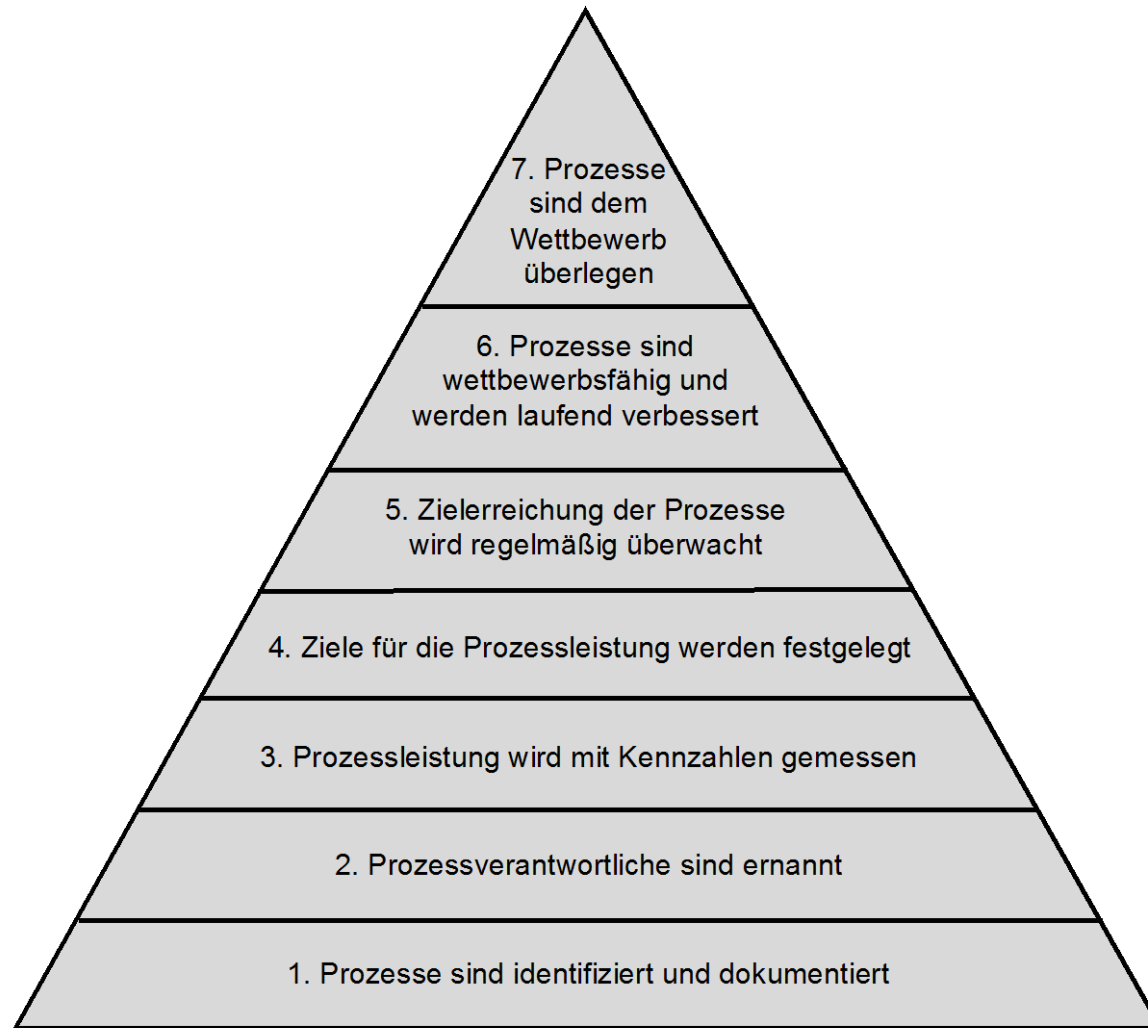 7. Prozesse
sind dem
Wettbewerb
überlegen
6. Prozesse sind
wettbewerbsfähig und
werden laufend verbessert
5. Zielerreichung der Prozesse
wird regelmäßig überwacht
4. Ziele für die Prozessleistung werden festgelegt
3. Prozessleistung wird mit Kennzahlen gemessen
2. Prozessverantwortliche sind ernannt
1. Prozesse sind identifiziert und dokumentiert